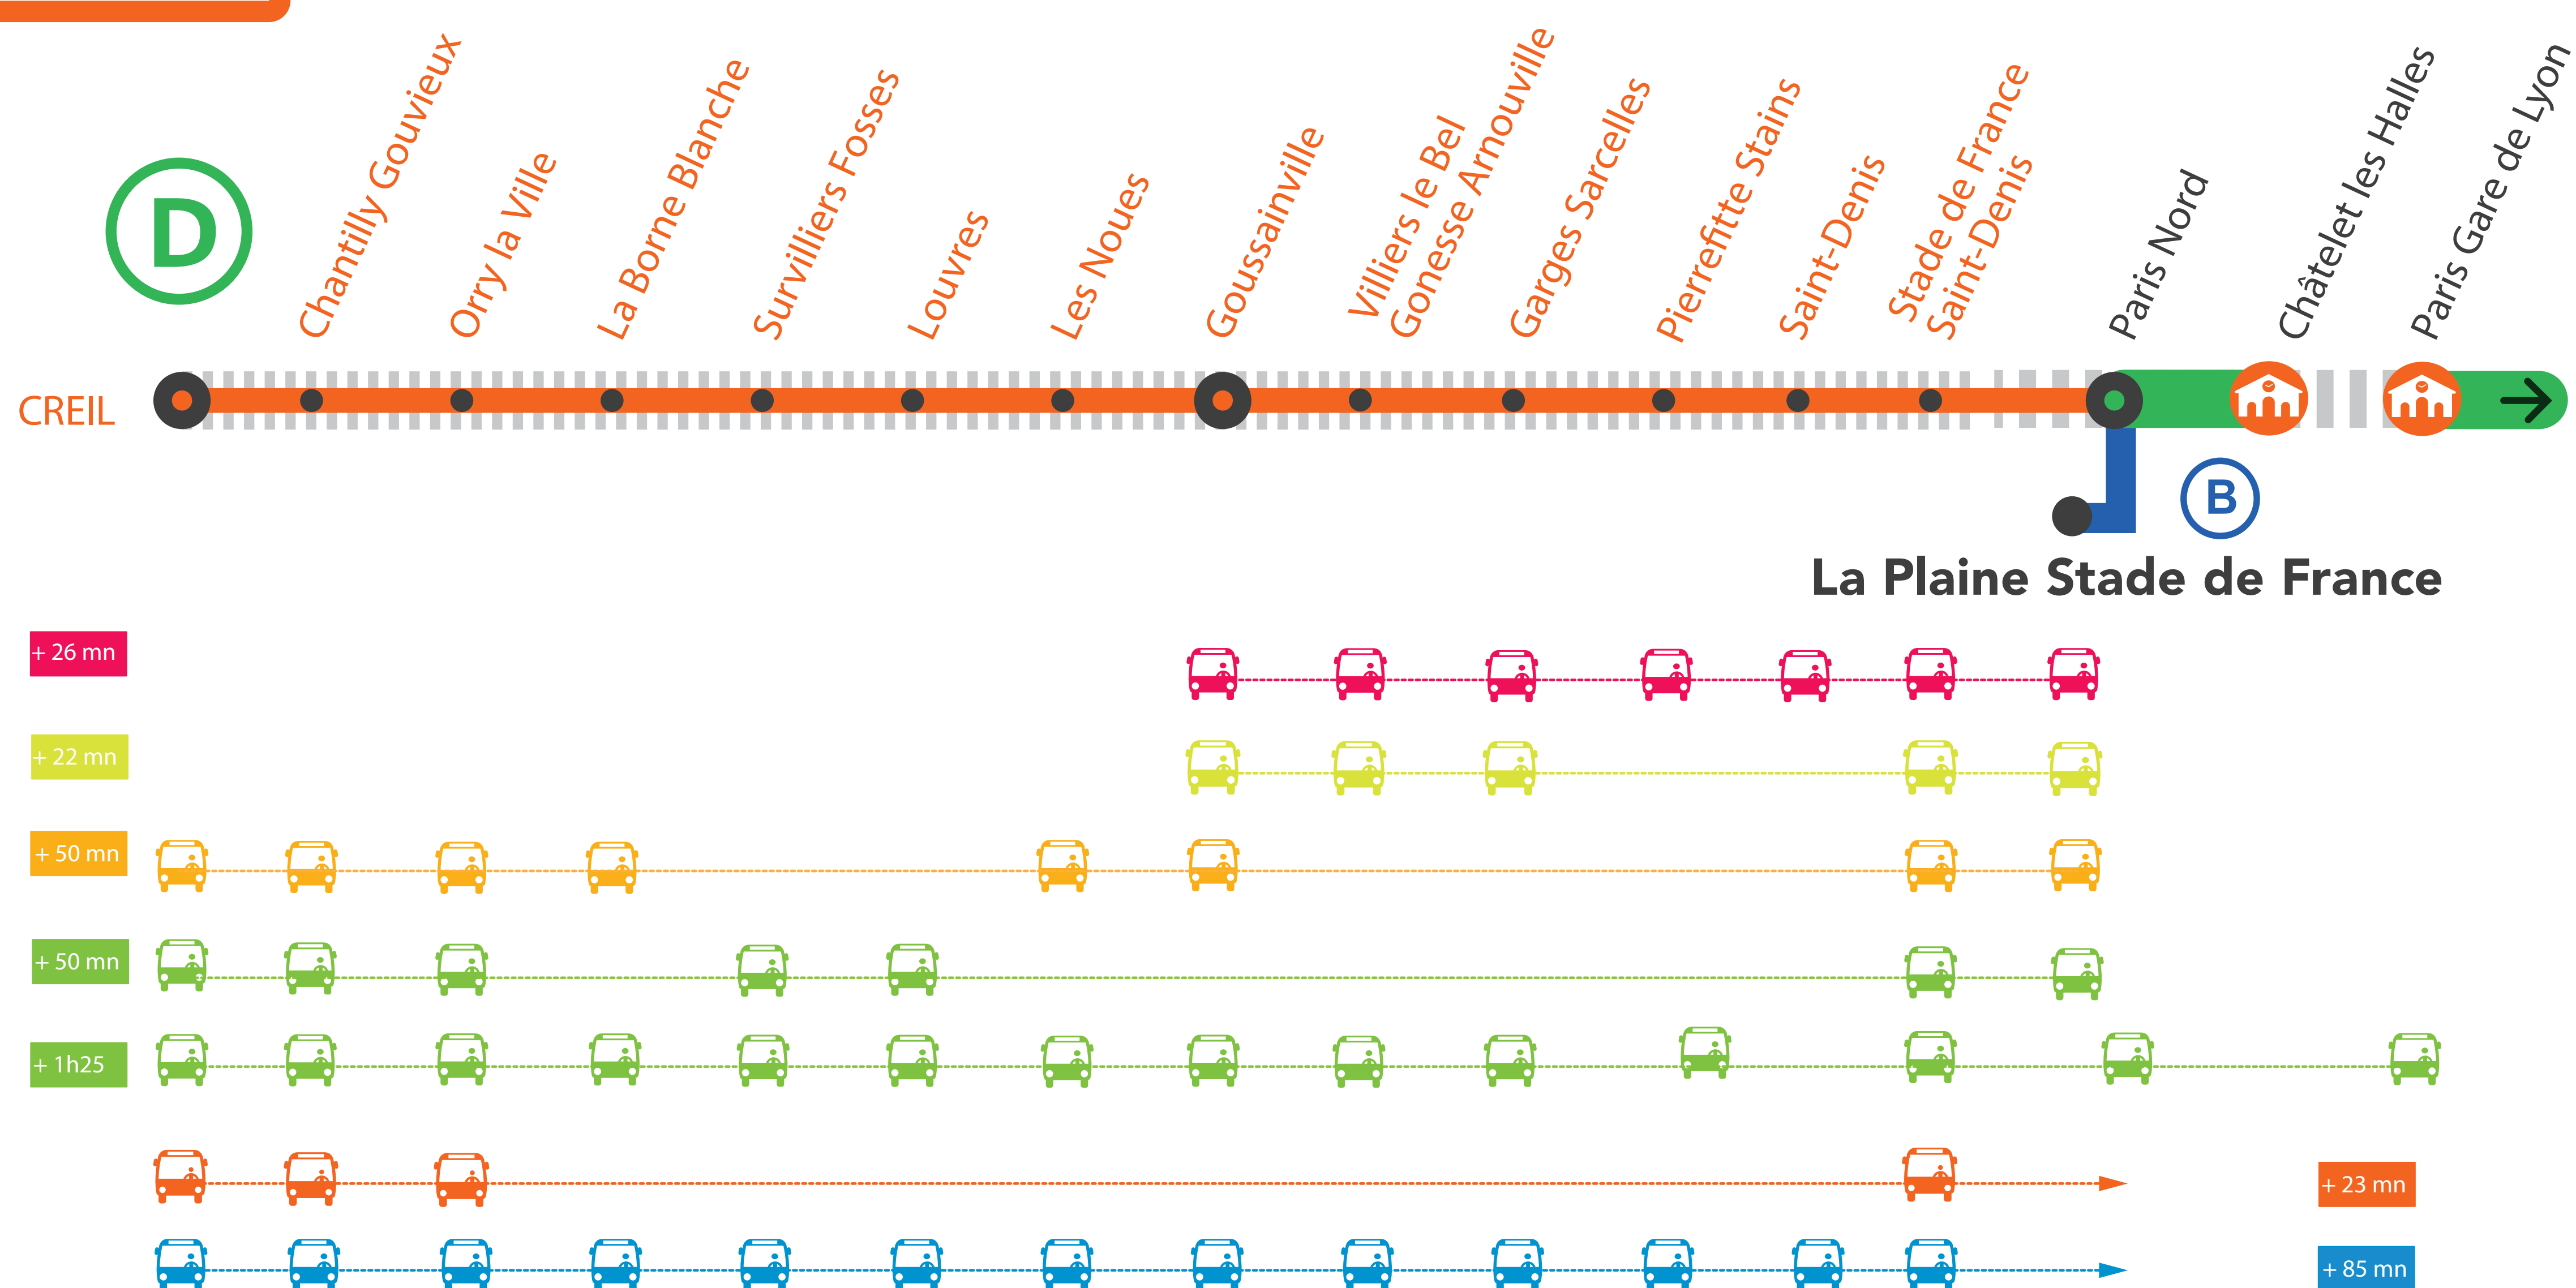 D
CREIL
Chantilly Gouvieux
Orry la Ville
La Borne Blanche
Survilliers Fosses
Louvres
Les Noues
Goussainville
Villiers le Bel
Gonesse Arnouville
Garges Sarcelles
Pierrefitte Stains
Saint-Denis
Stade de France
Saint-Denis
Paris Nord
Châtelet les Halles
Paris Gare de Lyon
B
La Plaine Stade de France
+ 26 mn
+ 22 mn
+ 50 mn
+ 50 mn
+ 1h25
+ 23 mn
+ 85 mn